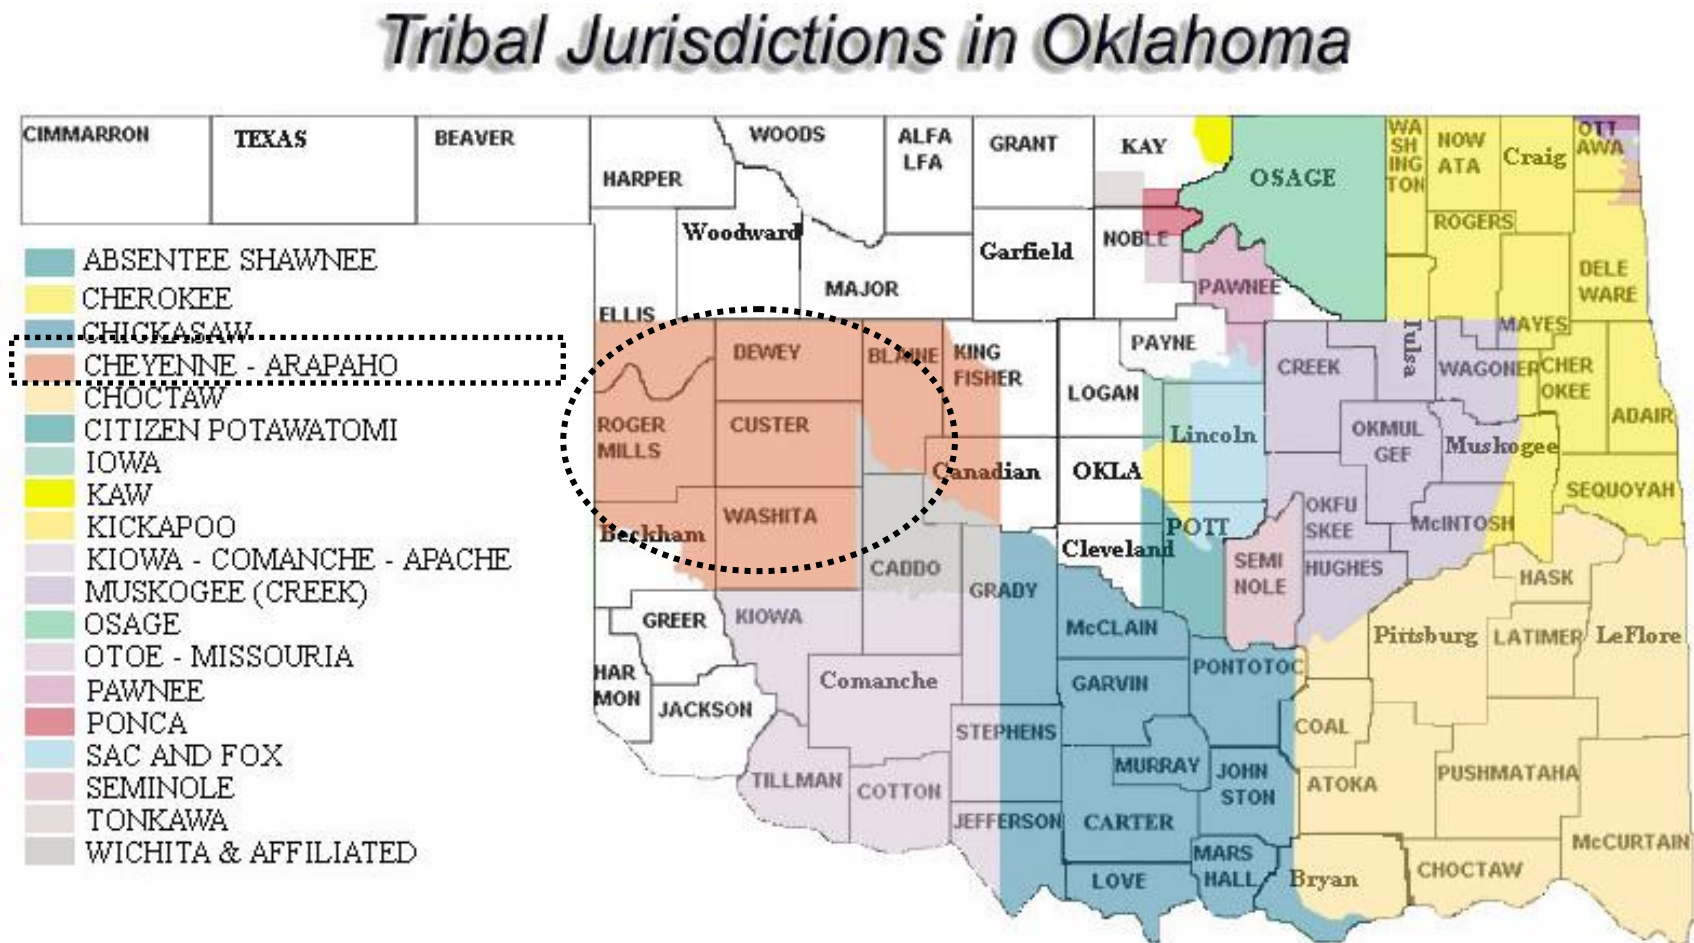 Tribal Jurisdictions in Oklahoma
CIMMARRON
TEXAS
BEAVER
HARPER
WOODS
ALFA
LFA
GRANT
KAY
OSAGE
WA
SH
ING
TON
NOW
ATA
Craig
OTT
AWA
Woodward
Garfield
NOBLE
ROGERS
ELLIS
MAJOR
PAWNEE
DELE
WARE
MAYES
ABSENTEE SHAWNEE
CHEROKEE
CHICKASAW
CHEYENNE - ARAPAHO
CHOCTAW
CITIZEN POTAWATOMI
IOWA
KAW
KICKAPOO
KIOWA - COMANCHE - APACHE
MUSKOGEE (CREEK)
OSAGE
OTOE - MISSOURIA
PAWNEE
PONCA
SAC AND FOX
SEMINOLE
TONKAWA
WICHITA & AFFILIATED
DEWEY
BLAINE
KING
FISHER
PAYNE
LOGAN
CREEK
Tulsa
WAGONER
CHER
OKEE
ADAIR
ROGER
MILLS
CUSTER
Canadian
OKLA
Lincoln
OKMUL
GEE
Muskogee
SEQUOYAH
Beckham
WASHITA
CADDO
GRADY
Cleveland
POTT
SEMI
NOLE
OKFU
SKEE
McINTOSH
HUGHES
HASK
GREER
KIOWA
McCLAIN
Pittsburg
LATIMER
LeFlore
HAR
MON
JACKSON
Comanche
GARVIN
PONTOTOC
COAL
STEPHENS
MURRAY
JOHN
STON
ATOKA
PUSHMATAHA
TILLMAN
COTTON
JEFFERSON
CARTER
McCURTAIN
LOVE
MARS
HALL
Bryan
CHOCTAW